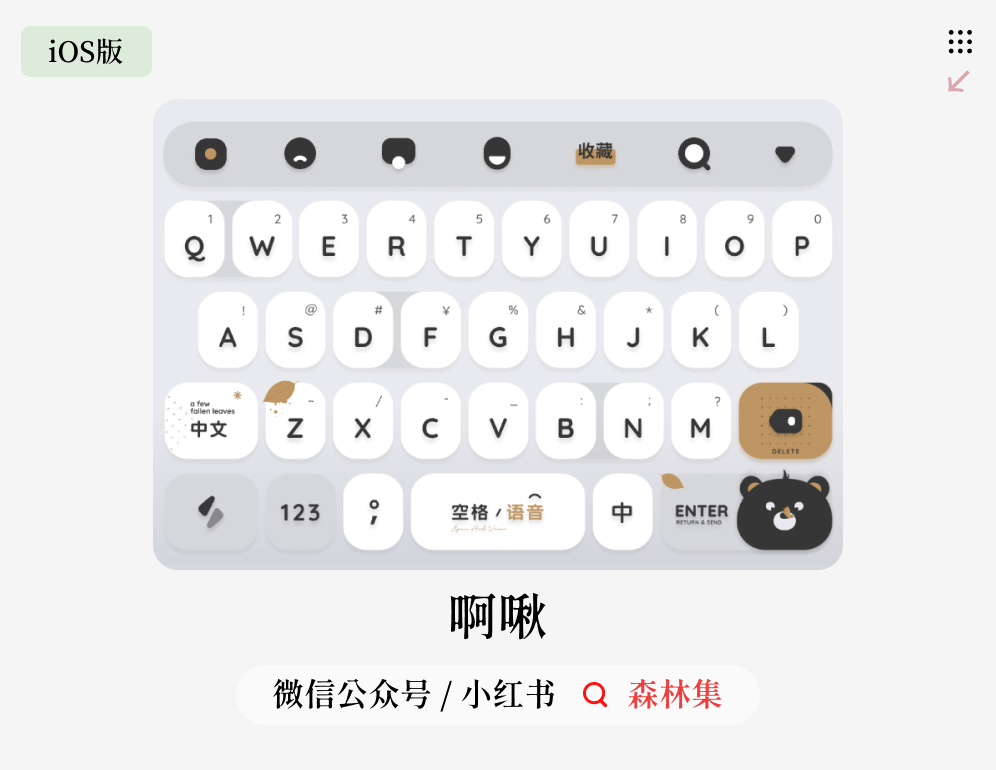 iOS版
收藏
1 2 3 4 5 6 7 8 9 0
Q W E R T Y U I O P
! @ # ¥ % & * ( )
A S D F G H J K L
a few
fallen leaves
中文
~ / - _ : ; ?
Z X C V B N M
DELETE
123
;
空格 / 语音
Space And Voice
中
ENTER
RETURN & SEND
啊啾
微信公众号 / 小红书 森林集